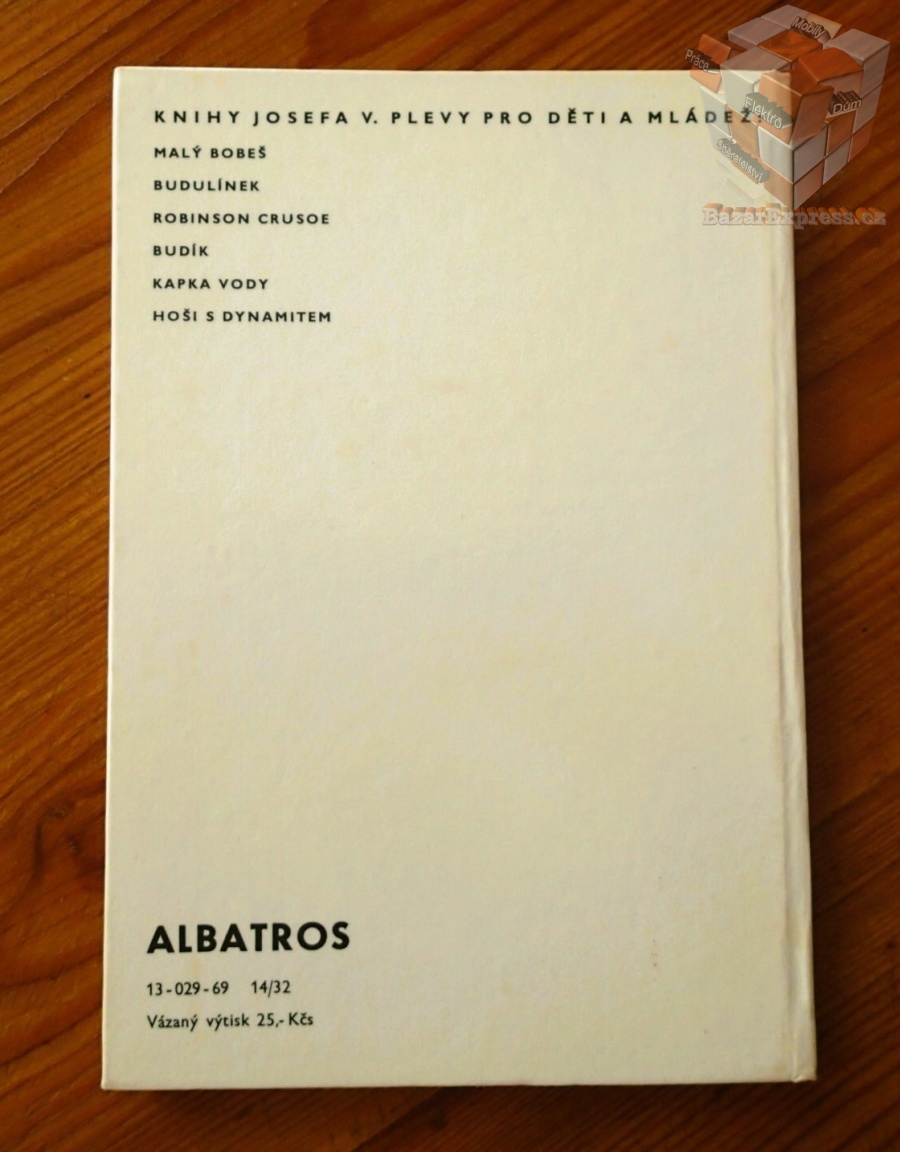 Mobily
Práce
Elektro
Dům
BazarExpress.cz
KNIHY JOSEFA V. PLEVY PRO DĚTI A MLÁDEŽ:
MALÝ BOBEŠ
BUDULÍNEK
ROBINSON CRUSOE
BUDÍK
KAPKA VODY
HOŠI S DYNAMITEM
ALBATROS
13-029-69 14/32
Vázaný výtisk 25,- Kčs